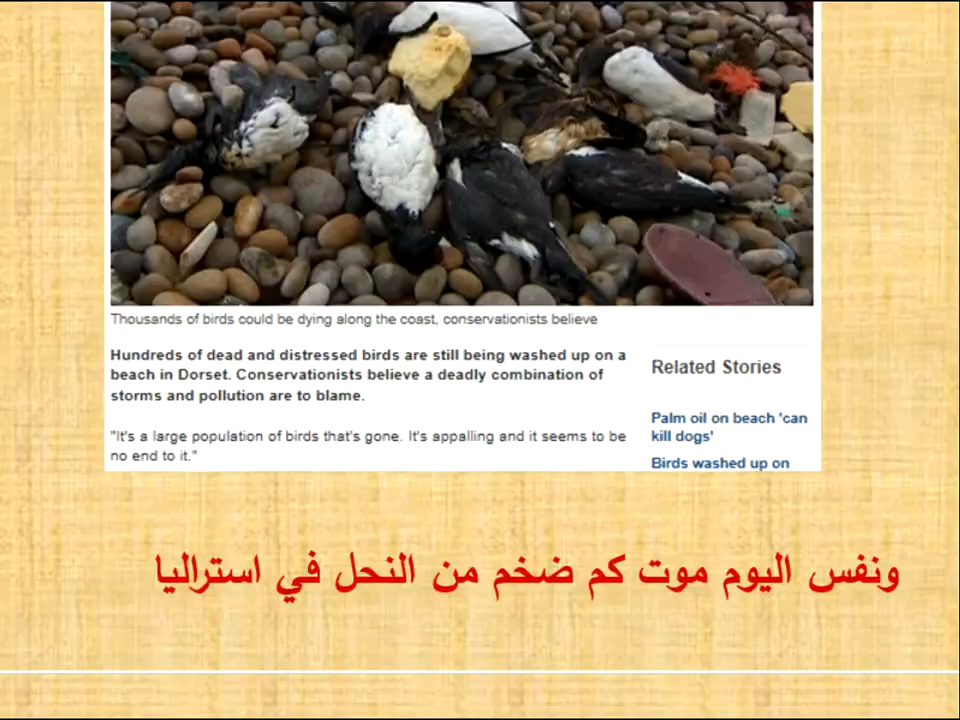 Thousands of birds could be dying along the coast, conservationists believe
Hundreds of dead and distressed birds are still being washed up on a
beach in Dorset. Conservationists believe a deadly combination of
storms and pollution are to blame.
"It's a large population of birds that's gone. It's appalling and it seems to be
no end to it."
Related Stories
Palm oil on beach 'can
kill dogs'
Birds washed up on
ونفس اليوم موت كم ضخم من النحل في استراليا